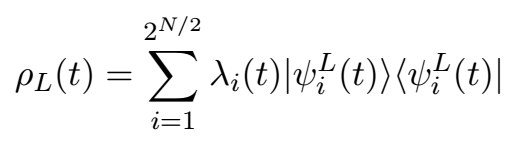 ρ_L(t) = \sum_{i=1}^{2^{N/2}} λ_i(t)|ψ_i^L(t)⟩⟨ψ_i^L(t)|